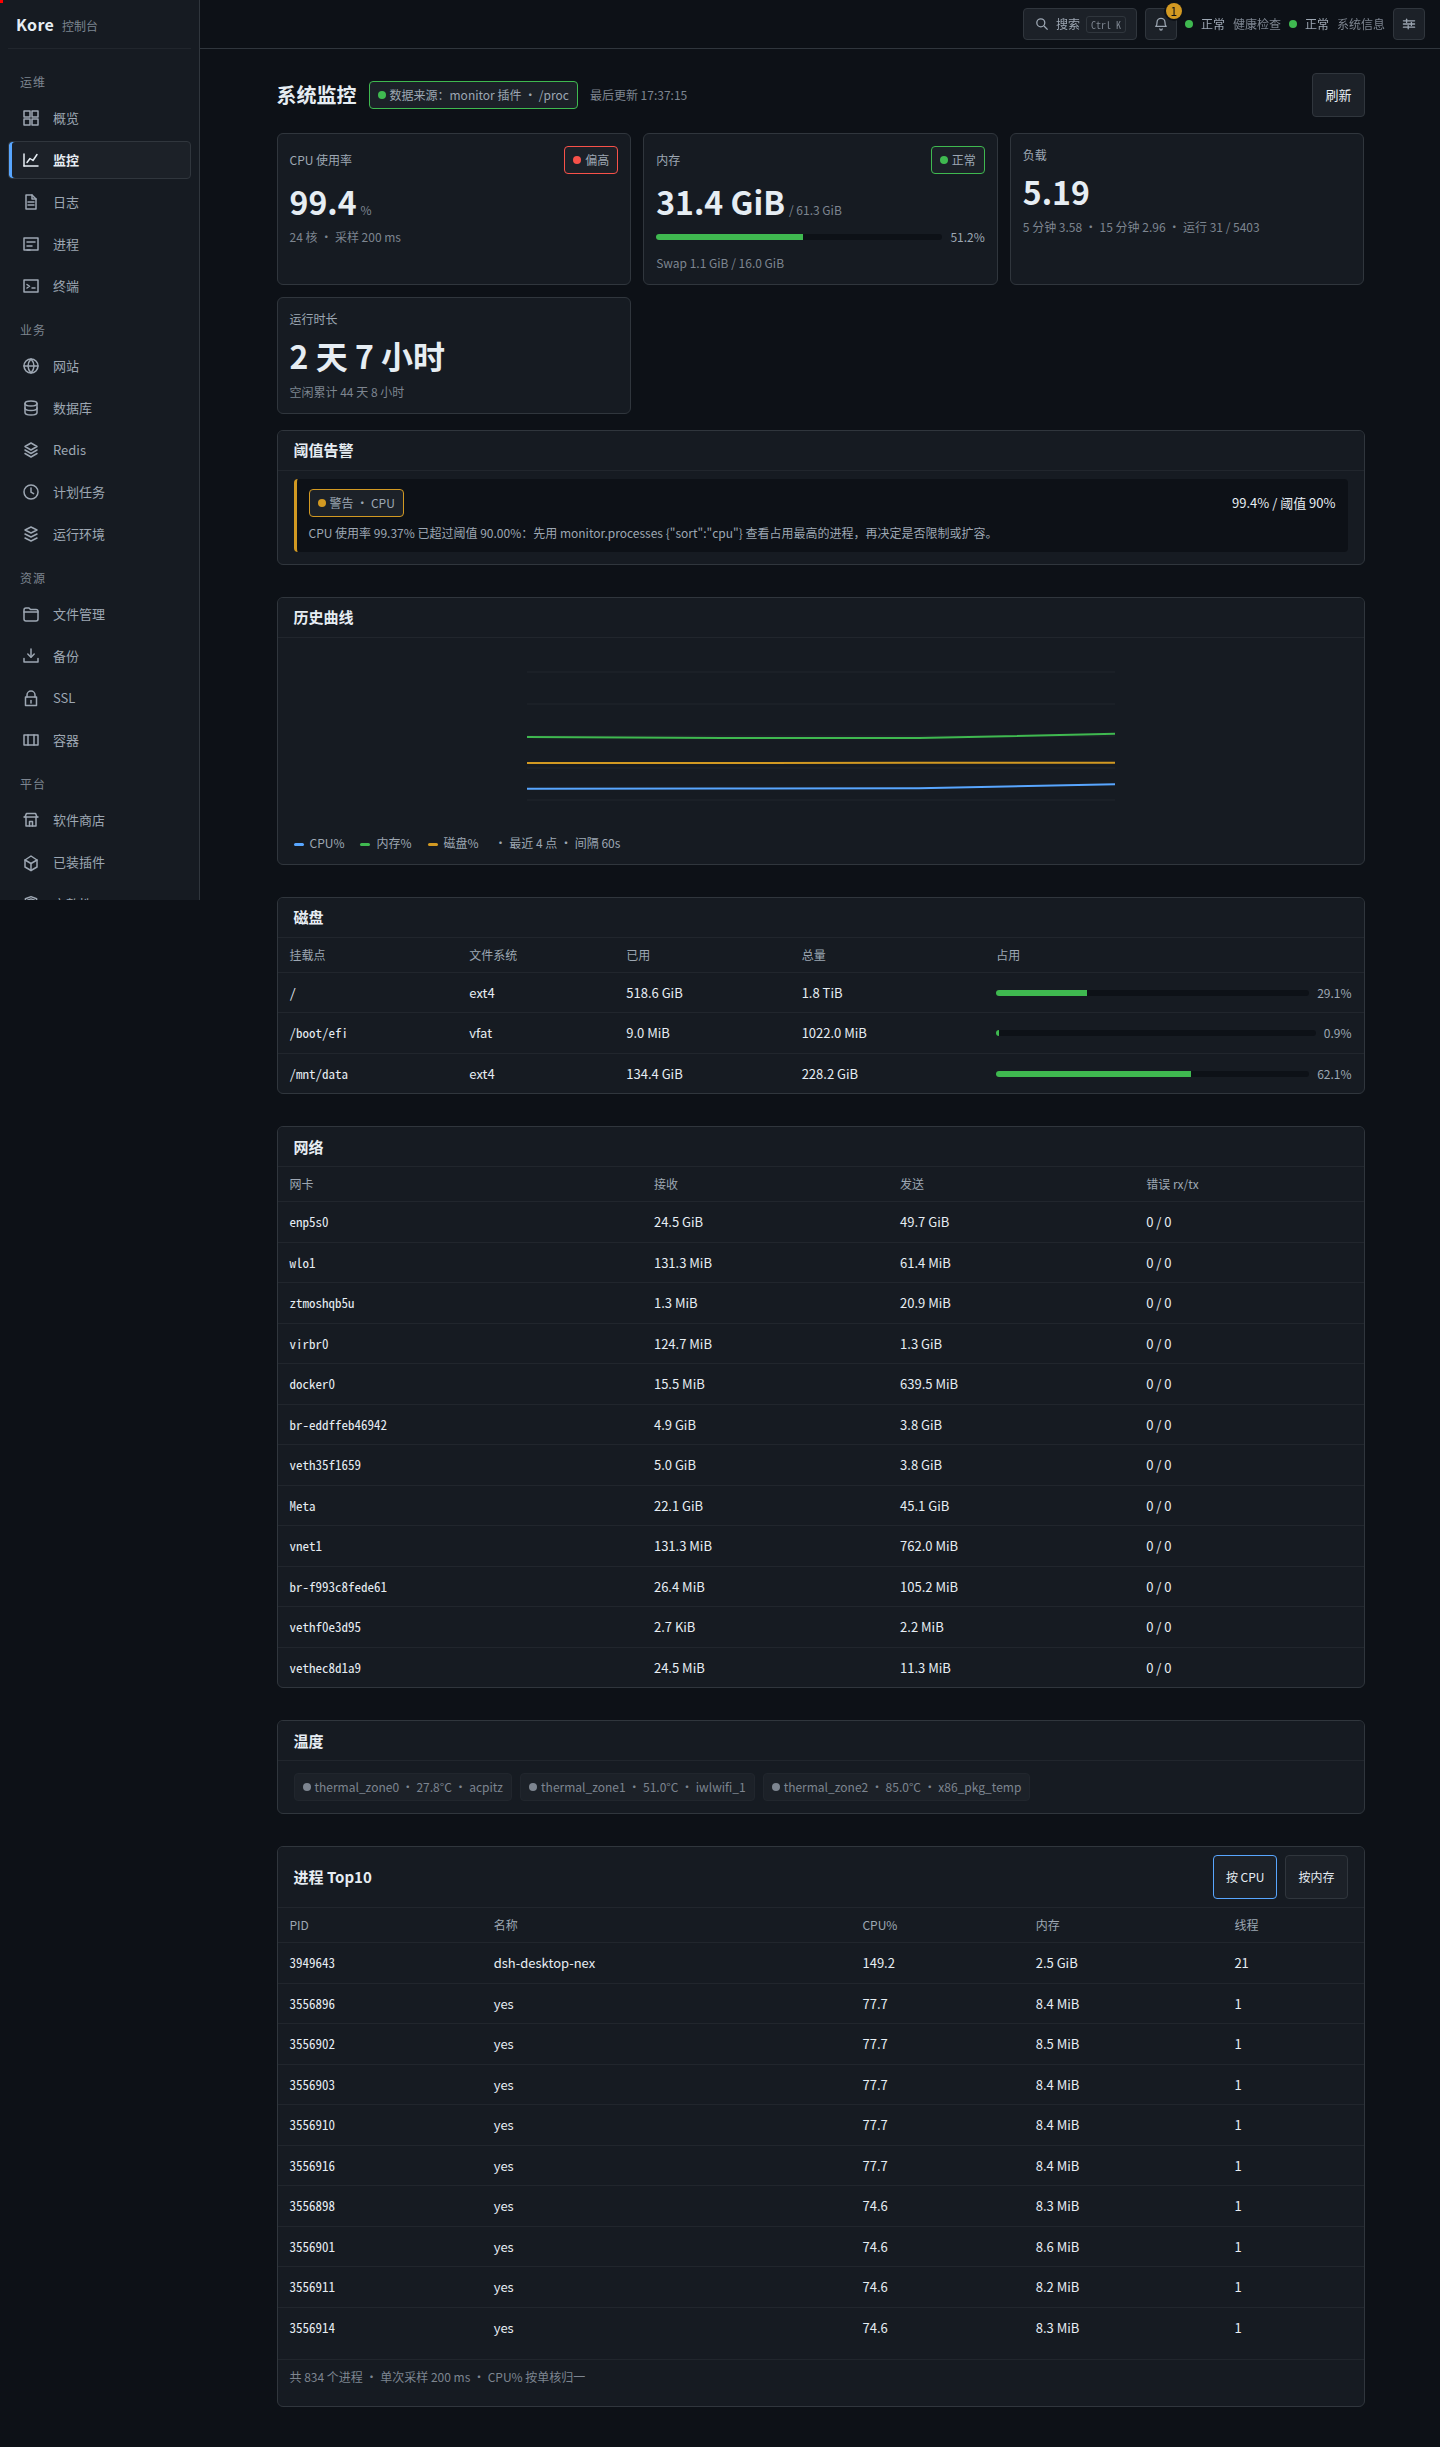 Kore 控制台
搜索 Ctrl K
1
正常 健康检查 正常 系统信息
运维
概览
监控
日志
进程
终端
业务
网站
数据库
Redis
计划任务
运行环境
资源
文件管理
备份
SSL
容器
平台
软件商店
已装插件
系统监控 数据来源：monitor 插件 · /proc 最后更新 17:37:15 刷新
CPU 使用率 偏高
99.4 %
24 核 · 采样 200 ms
内存 正常
31.4 GiB / 61.3 GiB
51.2%
Swap 1.1 GiB / 16.0 GiB
负载
5.19
5 分钟 3.58 · 15 分钟 2.96 · 运行 31 / 5403
运行时长
2 天 7 小时
空闲累计 44 天 8 小时
阈值告警
警告 · CPU 99.4% / 阈值 90%
CPU 使用率 99.37% 已超过阈值 90.00%：先用 monitor.processes {"sort":"cpu"} 查看占用最高的进程，再决定是否限制或扩容。
历史曲线
CPU% 内存% 磁盘% · 最近 4 点 · 间隔 60s
磁盘
挂载点 文件系统 已用 总量 占用
/ ext4 518.6 GiB 1.8 TiB 29.1%
/boot/efi vfat 9.0 MiB 1022.0 MiB 0.9%
/mnt/data ext4 134.4 GiB 228.2 GiB 62.1%
网络
网卡 接收 发送 错误 rx/tx
enp5s0 24.5 GiB 49.7 GiB 0 / 0
wlo1 131.3 MiB 61.4 MiB 0 / 0
ztmoshqb5u 1.3 MiB 20.9 MiB 0 / 0
virbr0 124.7 MiB 1.3 GiB 0 / 0
docker0 15.5 MiB 639.5 MiB 0 / 0
br-eddffeb46942 4.9 GiB 3.8 GiB 0 / 0
veth35f1659 5.0 GiB 3.8 GiB 0 / 0
Meta 22.1 GiB 45.1 GiB 0 / 0
vnet1 131.3 MiB 762.0 MiB 0 / 0
br-f993c8fede61 26.4 MiB 105.2 MiB 0 / 0
vethf0e3d95 2.7 KiB 2.2 MiB 0 / 0
vethec8d1a9 24.5 MiB 11.3 MiB 0 / 0
温度
thermal_zone0 · 27.8°C · acpitz thermal_zone1 · 51.0°C · iwlwifi_1 thermal_zone2 · 85.0°C · x86_pkg_temp
进程 Top10 按 CPU 按内存
PID 名称 CPU% 内存 线程
3949643 dsh-desktop-nex 149.2 2.5 GiB 21
3556896 yes 77.7 8.4 MiB 1
3556902 yes 77.7 8.5 MiB 1
3556903 yes 77.7 8.4 MiB 1
3556910 yes 77.7 8.4 MiB 1
3556916 yes 77.7 8.4 MiB 1
3556898 yes 74.6 8.3 MiB 1
3556901 yes 74.6 8.6 MiB 1
3556911 yes 74.6 8.2 MiB 1
3556914 yes 74.6 8.3 MiB 1
共 834 个进程 · 单次采样 200 ms · CPU% 按单核归一